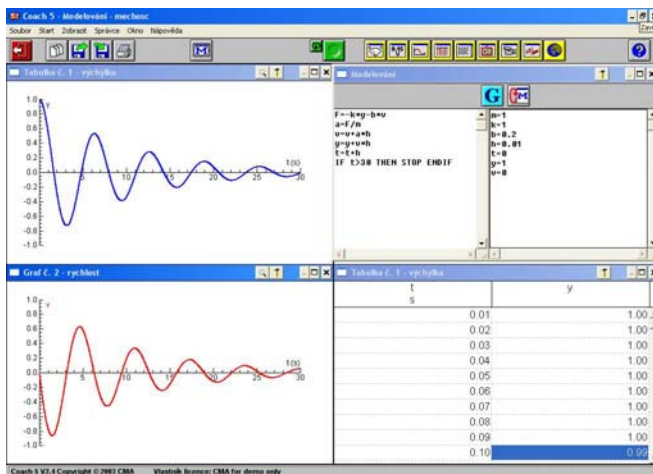 Coach 5 - Modelování - mechosc
Soubor Start Zobrazit Správce Okno Nápověda
Tabulka č. 1 - výchylka
y
1.0
0.8
0.6
0.4
0.2
0.0
-0.2
-0.4
-0.6
-0.8
-1.0
5 10 15 20 25 30
t(s)
Modelování
F=-k*y-b*v
a=F/m
v=v+a*h
y=y+v*h
t=t+h
IF t>30 THEN STOP ENDIF
m=1
k=1
b=0.2
h=0.01
t=0
y=1
v=0
Graf č. 2 - rychlost
v
1.0
0.8
0.6
0.4
0.2
0.0
-0.2
-0.4
-0.6
-0.8
-1.0
5 10 15 20 25 30
t(s)
Tabulka č. 1 - výchylka
t y
s
0.01 1.00
0.02 1.00
0.03 1.00
0.04 1.00
0.05 1.00
0.06 1.00
0.07 1.00
0.08 1.00
0.09 1.00
0.10 0.99
Coach 5 V2.4 Copyright © 2003 CMA Vlastník licence: CMA for demo only